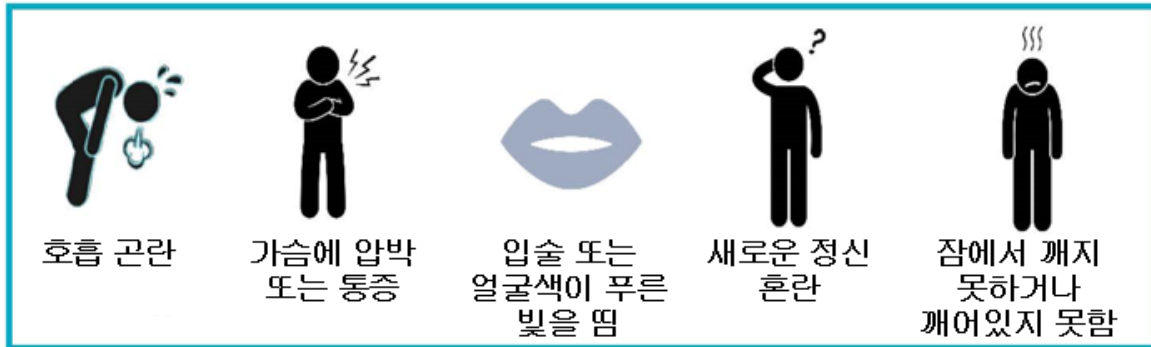 ?
호흡 곤란
가슴에 압박
또는 통증
입술 또는
얼굴색이 푸른
빛을 띰
새로운 정신
혼란
잠에서 깨지
못하거나
깨어있지 못함